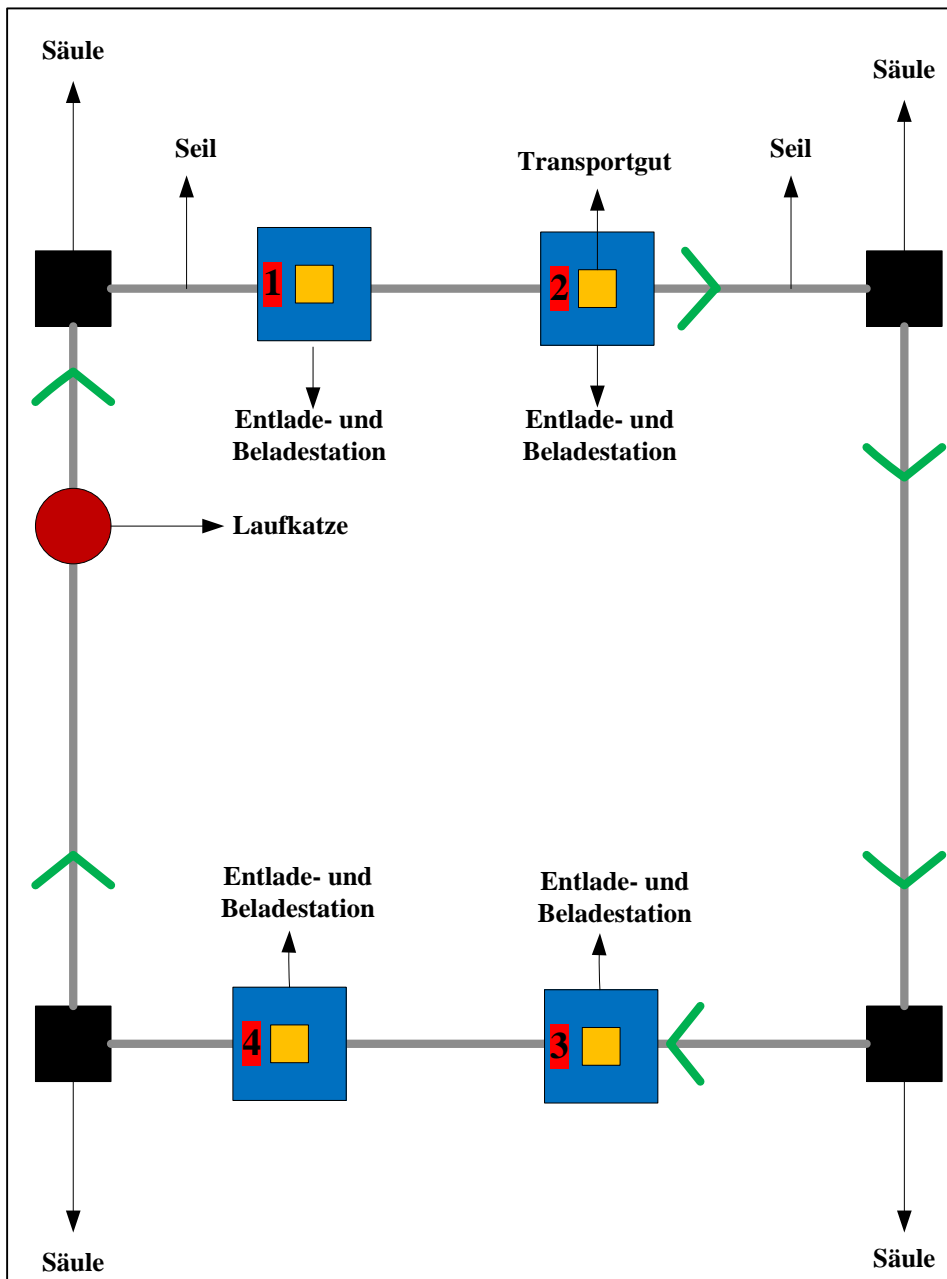 Säule
Säule
Seil
Transportgut
Seil
1
2
Entlade- und
Beladestation
Entlade- und
Beladestation
Laufkatze
Entlade- und
Beladestation
Entlade- und
Beladestation
4
3
Säule
Säule